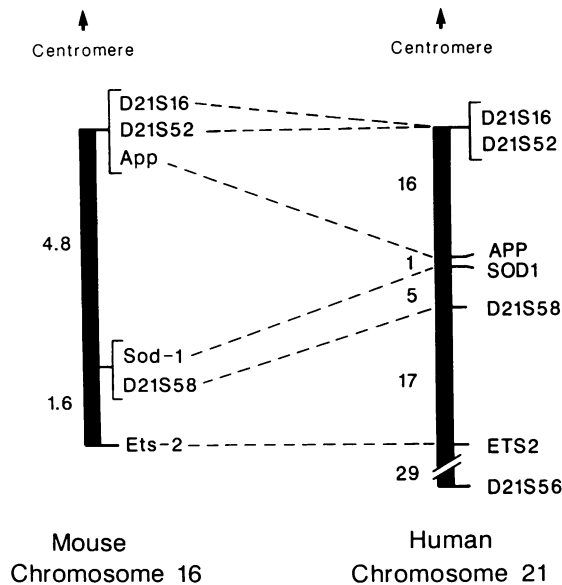 Centromere
Centromere
D21S16
D21S52
App
4.8
Sod-1
D21S58
1.6
Ets-2
D21S16
D21S52
16
APP
1
SOD1
5
D21S58
17
ETS2
29
D21S56
Mouse
Chromosome 16
Human
Chromosome 21